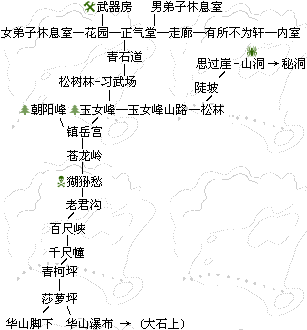 武器房 男弟子休息室
女弟子休息室—花园—正气堂—走廊—有所不为轩—内室
青石道
思过崖-山洞→秘洞
松树林-习武场
陡坡
朝阳峰 玉女峰—玉女峰山路—松林
镇岳宫
苍龙岭
猢狲愁
老君沟
百尺峡
千尺幢
青柯坪
莎萝坪
华山脚下 华山瀑布 → (大石上)